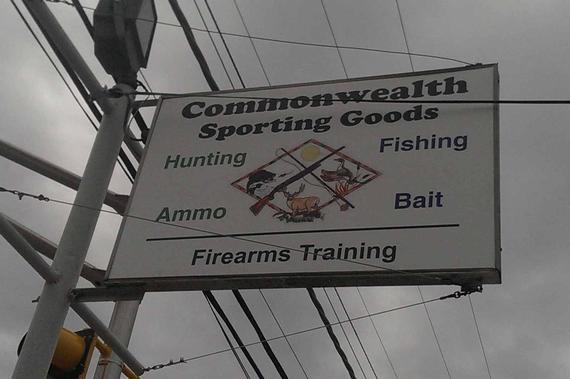 Commonwealth
Sporting Goods
Hunting Fishing
Ammo Bait
Firearms Training